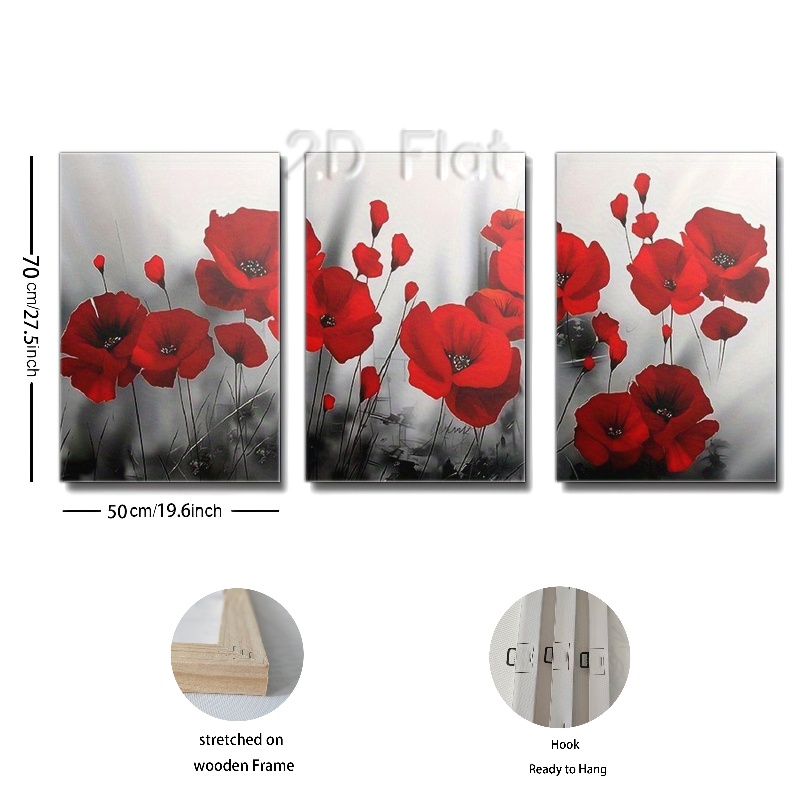 2D Flat
70 cm/27.5inch
50cm/19.6inch
stretched on
wooden Frame
Hook
Ready to Hang